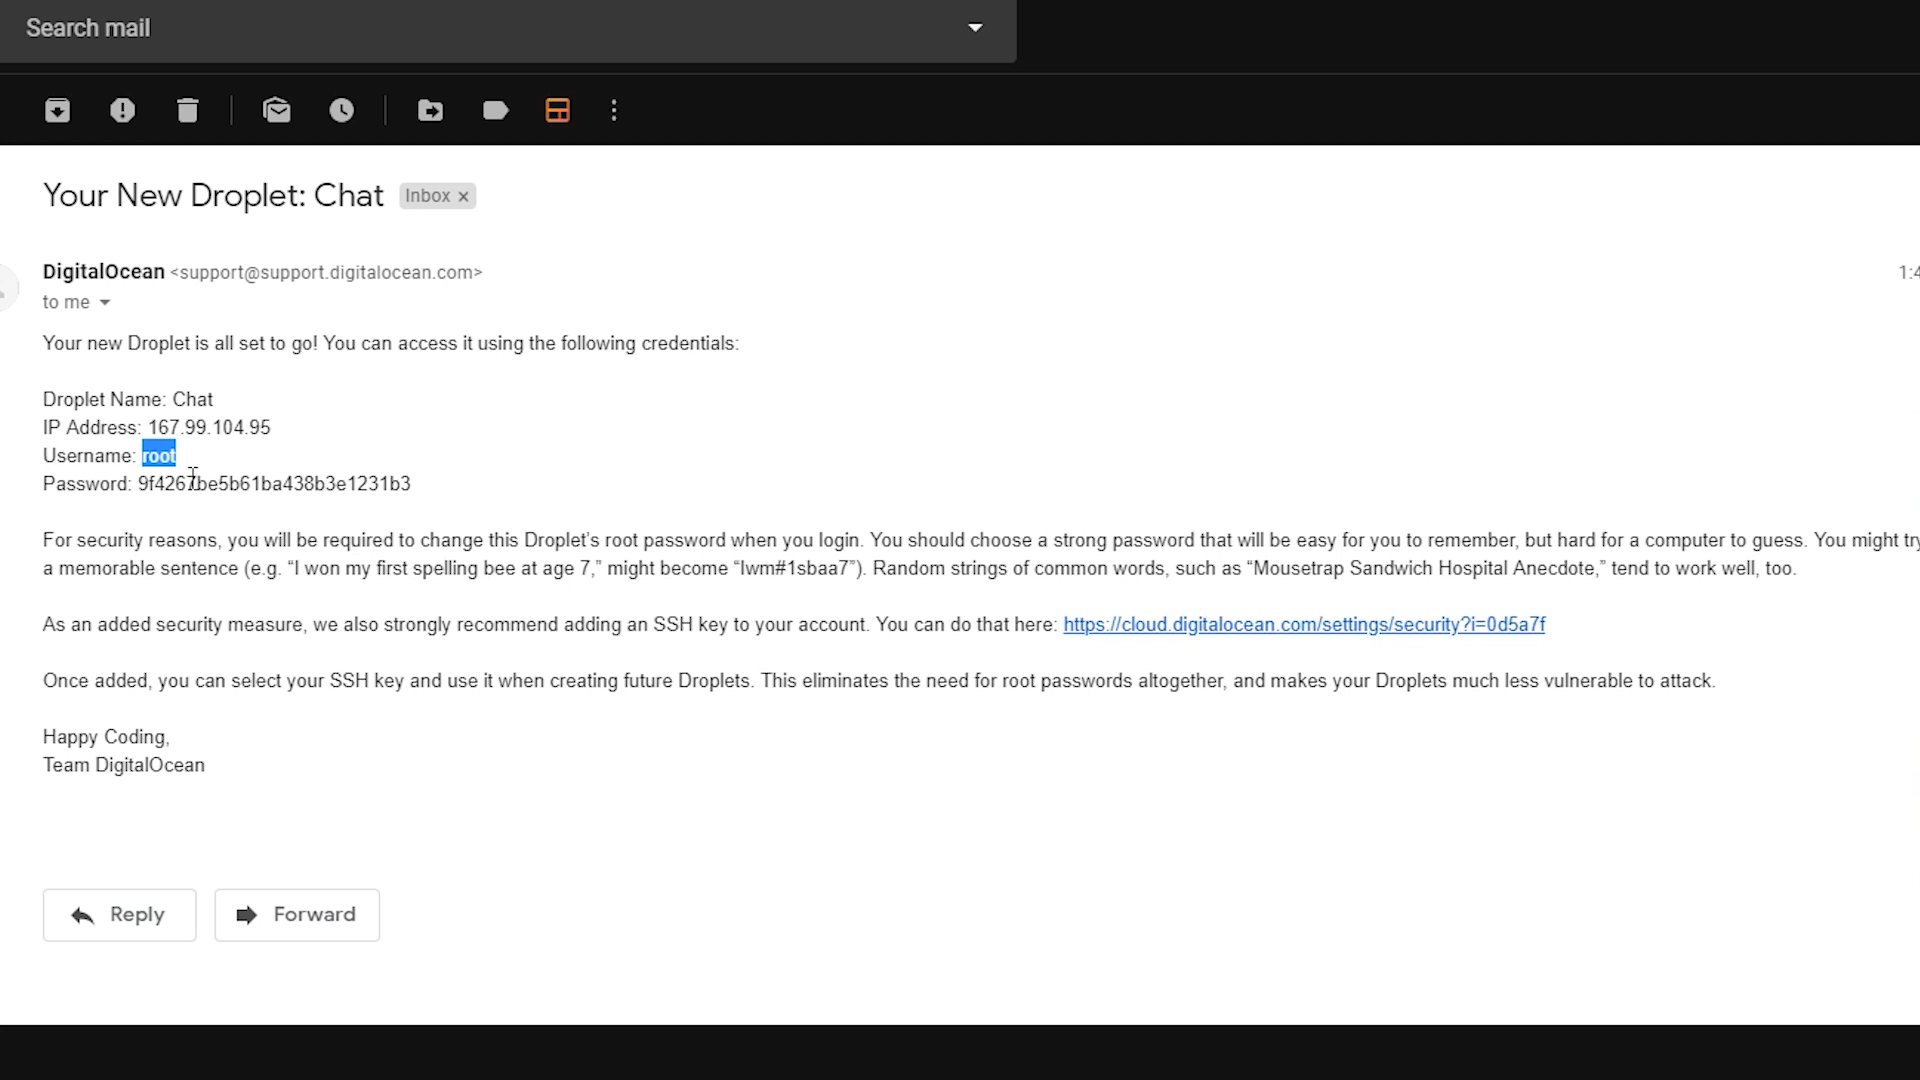 Search mail
Your New Droplet: Chat Inbox ×
DigitalOcean <support@support.digitalocean.com>
1:4
to me
Your new Droplet is all set to go! You can access it using the following credentials:
Droplet Name: Chat
IP Address: 167.99.104.95
Username: root
Password: 9f4267be5b61ba438b3e1231b3
For security reasons, you will be required to change this Droplet’s root password when you login. You should choose a strong password that will be easy for you to remember, but hard for a computer to guess. You might try
a memorable sentence (e.g. “I won my first spelling bee at age 7,” might become “Iwm#1sbaa7”). Random strings of common words, such as “Mousetrap Sandwich Hospital Anecdote,” tend to work well, too.
As an added security measure, we also strongly recommend adding an SSH key to your account. You can do that here: https://cloud.digitalocean.com/settings/security?i=0d5a7f
Once added, you can select your SSH key and use it when creating future Droplets. This eliminates the need for root passwords altogether, and makes your Droplets much less vulnerable to attack.
Happy Coding,
Team DigitalOcean
Reply
Forward